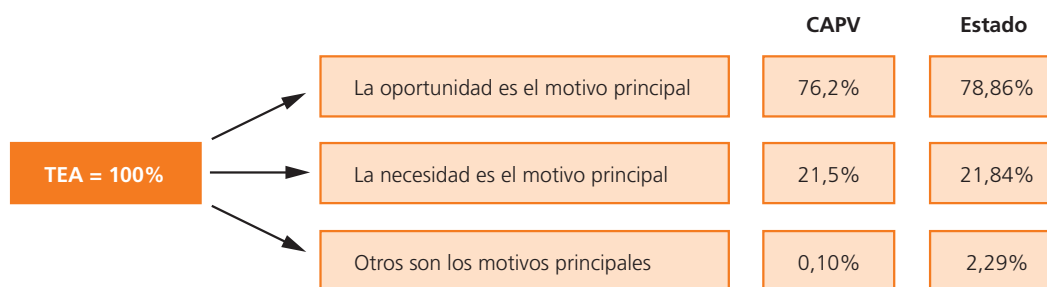 CAPV Estado
La oportunidad es el motivo principal 76,2% 78,86%
TEA = 100% La necesidad es el motivo principal 21,5% 21,84%
Otros son los motivos principales 0,10% 2,29%